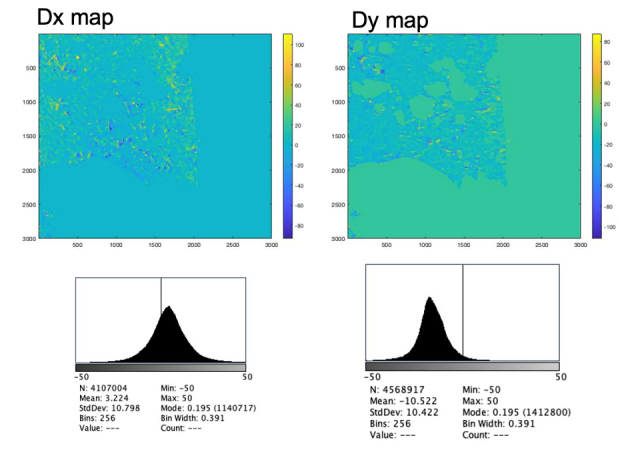 Dx map
Dy map
100
80
60
40
20
0
-20
-40
-60
-80
500
1000
1500
2000
2500
3000
500
1000
1500
2000
2500
3000
80
60
40
20
0
-20
-40
-60
-80
-100
500
1000
1500
2000
2500
3000
500
1000
1500
2000
2500
3000
-50
50
N: 4107004
Min: -50
Mean: 3.224
Max: 50
StdDev: 10.798
Mode: 0.195 (1140717)
Bins: 256
Bin Width: 0.391
Value: ---
Count: ---
-50
50
N: 4568917
Min: -50
Mean: -10.522
Max: 50
StdDev: 10.422
Mode: 0.195 (1412800)
Bins: 256
Bin Width: 0.391
Value: ---
Count: ---